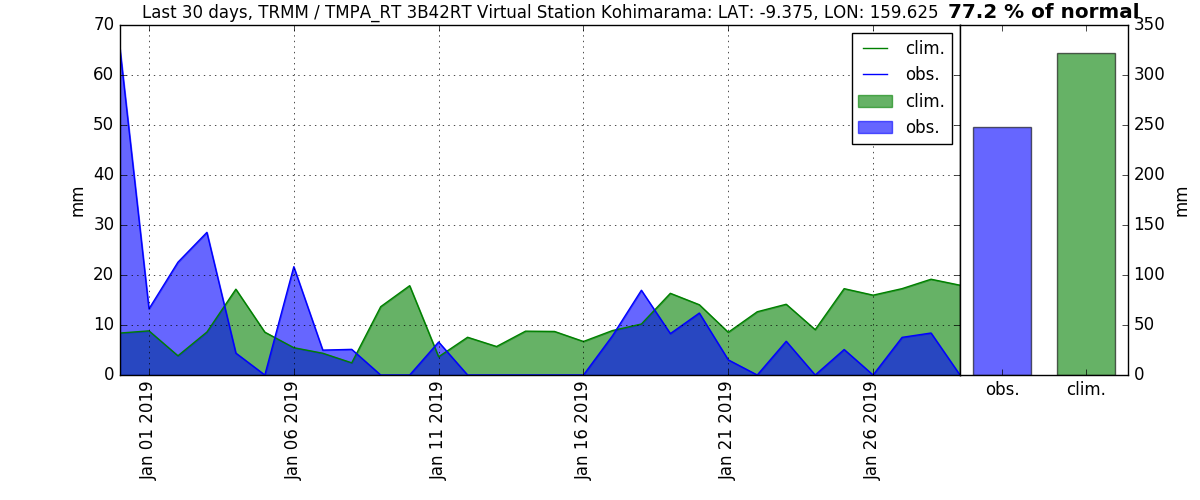 Last 30 days, TRMM / TMPA_RT 3B42RT Virtual Station Kohimarama: LAT: -9.375, LON: 159.625
77.2 % of normal
70
60
50
40
30
20
10
0
mm
clim.
obs.
clim.
obs.
Jan 01 2019
Jan 06 2019
Jan 11 2019
Jan 16 2019
Jan 21 2019
Jan 26 2019
350
300
250
200
150
100
50
0
mm
obs.
clim.